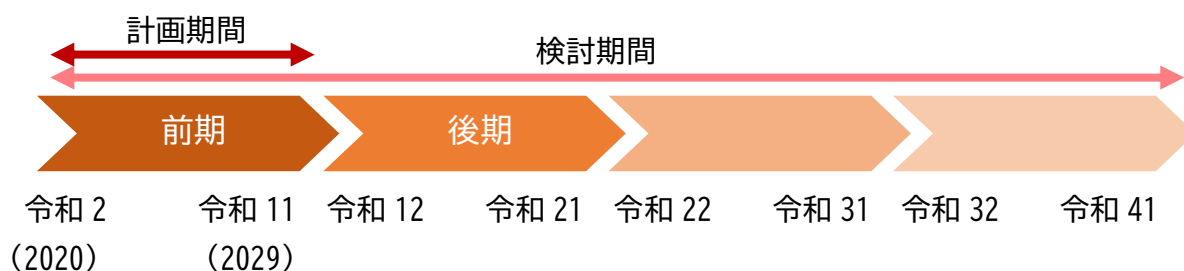 計画期間
検討期間
前期 後期
令和 2 令和 11 令和 12 令和 21 令和 22 令和 31 令和 32 令和 41
（2020） （2029）